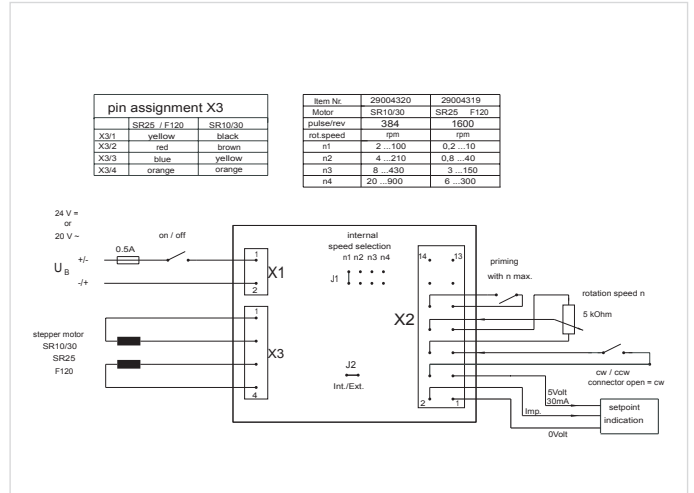 pin assignment X3
SR25 / F120 SR10/30
X3/1 yellow black
X3/2 red brown
X3/3 blue yellow
X3/4 orange orange
Item Nr. 29004320 29004319
Motor SR10/30 SR25 F120
pulse/rev 384 1600
rot.speed rpm rpm
n1 2 ...100 0,2 ...10
n2 4 ...210 0,8 ...40
n3 8 ...430 3 ...150
n4 20 ...900 6 ...300
24 V =
or
20 V ~
on / off
0.5A
+/-
U B
-/+
1
2
X1
internal
speed selection
n1 n2 n3 n4
J1
14 13
X2
2 1
priming
with n max.
rotation speed n
5 kOhm
stepper motor
SR10/30
SR25
F120
1
X3
4
J2
Int./Ext.
cw / ccw
connector open = cw
5Volt
30mA
Imp.
0Volt
setpoint
indication